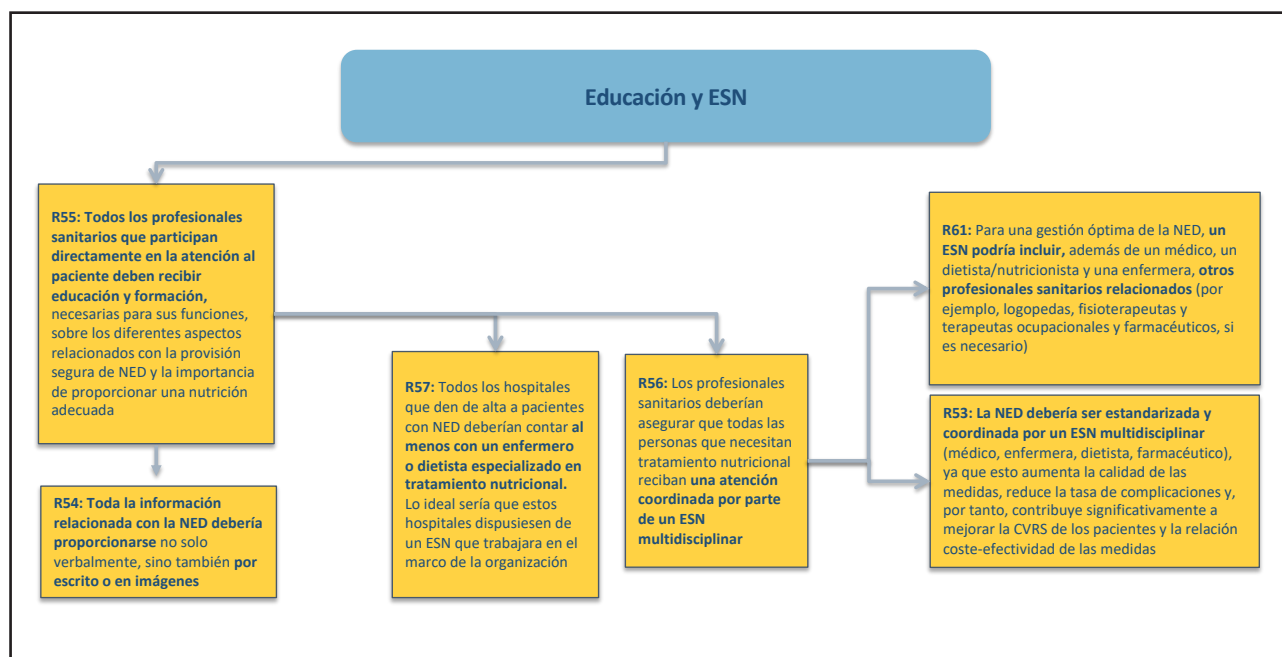 Educación y ESN
R55: Todos los profesionales
sanitarios que participan
directamente en la atención al
paciente deben recibir
educación y formación,
necesarias para sus funciones,
sobre los diferentes aspectos
relacionados con la provisión
segura de NED y la importancia
de proporcionar una nutrición
adecuada
R54: Toda la información
relacionada con la NED debería
proporcionarse no solo
verbalmente, sino también por
escrito o en imágenes
R57: Todos los hospitales
que den de alta a pacientes
con NED deberían contar al
menos con un enfermero
o dietista especializado en
tratamiento nutricional.
Lo ideal sería que estos
hospitales dispusiesen de
un ESN que trabajara en el
marco de la organización
R56: Los profesionales
sanitarios deberían
asegurar que todas las
personas que necesitan
tratamiento nutricional
reciban una atención
coordinada por parte
de un ESN
multidisciplinar
R61: Para una gestión óptima de la NED, un
ESN podría incluir, además de un médico, un
dietista/nutricionista y una enfermera, otros
profesionales sanitarios relacionados (por
ejemplo, logopedas, fisioterapeutas y
terapeutas ocupacionales y farmacéuticos, si
es necesario)
R53: La NED debería ser estandarizada y
coordinada por un ESN multidisciplinar
(médico, enfermera, dietista, farmacéutico),
ya que esto aumenta la calidad de las
medidas, reduce la tasa de complicaciones y,
por tanto, contribuye significativamente a
mejorar la CVRS de los pacientes y la relación
coste-efectividad de las medidas